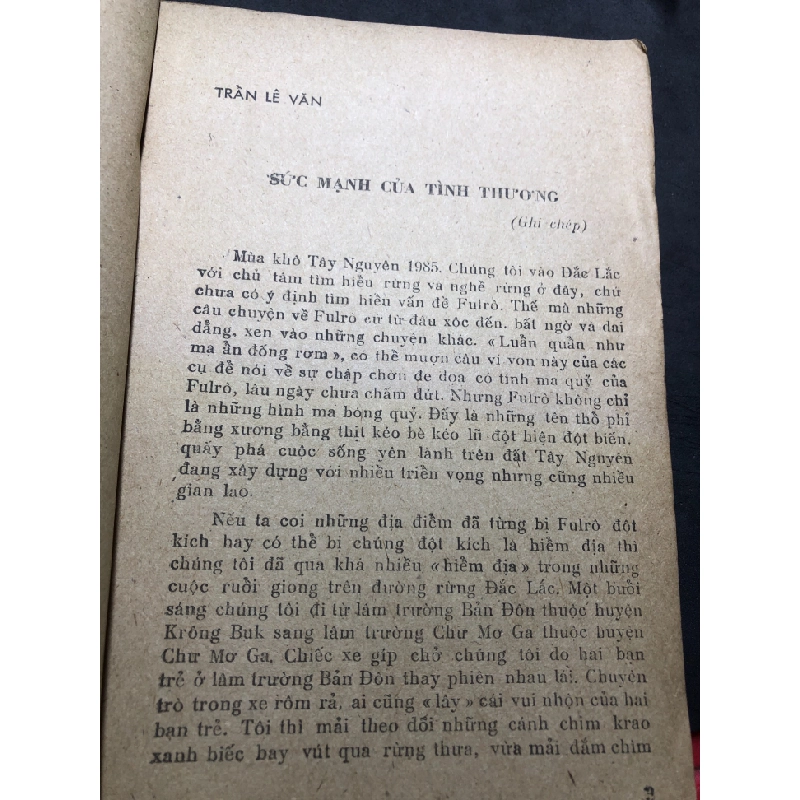 TRẦN LÊ VĂN
SỨC MẠNH CỦA TÌNH THƯƠNG
(Ghi chép)
Mùa khô Tây Nguyên 1985. Chúng tôi vào Đắc Lắc
với chủ tâm tìm hiểu rừng và nghề rừng ở đây, chứ
chưa có ý định tìm hiểu vấn đề Fulrô. Thế mà những
câu chuyện về Fulro cứ từ đâu xóc đến, bất ngờ và dai
dẳng, xen vào những chuyện khác. «Luẩn quẩn như
ma ăn đống rơm», có thể mượn câu ví von này của các
cụ để nói về sự chập chờn đe dọa có tính ma quỷ của
Fulrô, lâu ngày chưa chấm dứt. Nhưng Fulrô không chỉ
là những hình ma bóng quỷ. Đấy là những tên thổ phỉ
bằng xương bằng thịt kéo bè kéo lũ đột hiện đột biến,
quấy phá cuộc sống yên lành trên đất Tây Nguyên
đang xây dựng với nhiều triển vọng nhưng cũng nhiều
gian lao.
Nếu ta coi những địa điểm đã từng bị Fulrô đột
kích hay có thể bị chúng đột kích là hiểm địa thì
chúng tôi đã qua khá nhiều «hiểm địa» trong những
cuộc ruổi giong trên đường rừng Đắc Lắc. Một buổi
sáng chúng tôi đi từ lâm trường Bản Đôn thuộc huyện
Krông Buk sang lâm trường Chư Mơ Ga thuộc huyện
Chư Mơ Ga. Chiếc xe gíp chở chúng tôi do hai bạn
trẻ ở lâm trường Bản Đôn thay phiên nhau lái. Chuyện
trò trong xe rôm rả, ai cũng «lây» cái vui nhộn của hai
bạn trẻ. Tôi thì mải theo dõi những cánh chim krao
xanh biếc bay vút qua rừng thưa, vừa mải đắm chìm
3